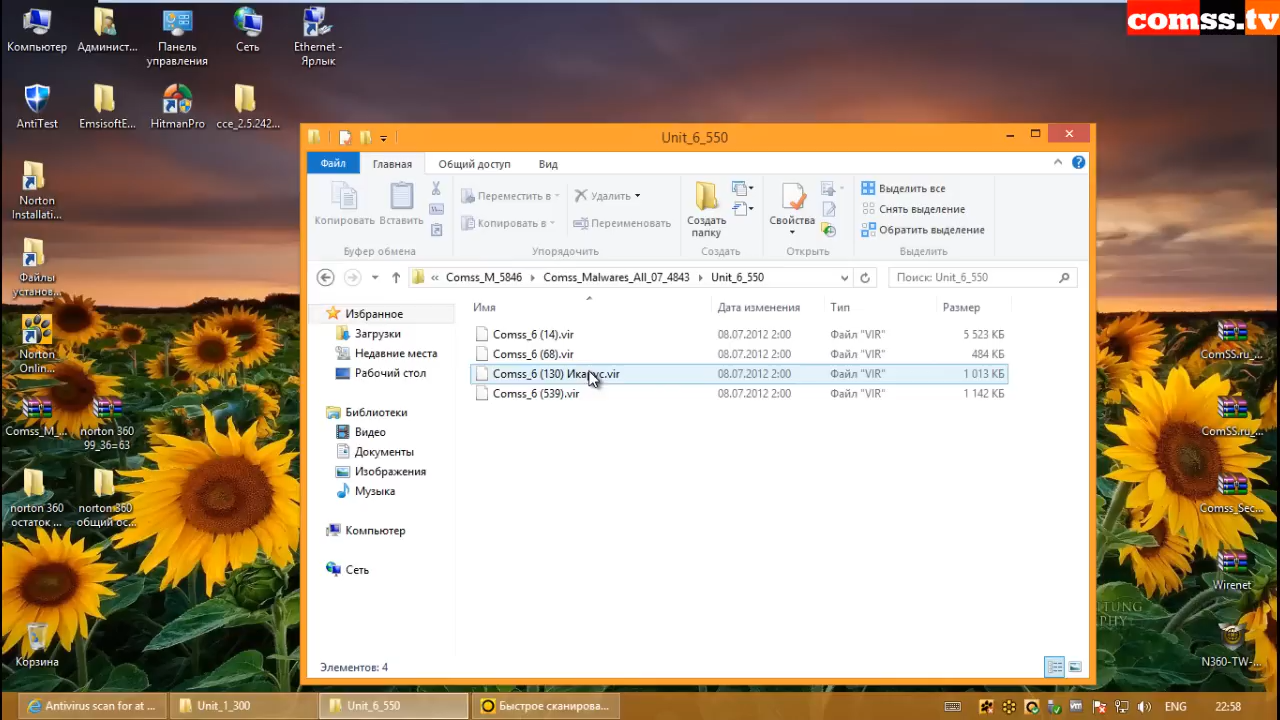 comss.tv
Компьютер
Админист...
Панель
управления
Сеть
Ethernet -
Ярлык
AntiTest
EmsisoftE...
HitmanPro
cce_2.5.242...
Norton
Installati...
Файлы
установ...
Norton
Onlin...
Comss_M_...
norton 360
99_36=63
norton 360
остаток ...
norton 360
общий ос...
Корзина
Unit_6_550
Файл
Главная
Общий доступ
Вид
Копировать
Вставить
Переместить в
Копировать в
Удалить
Переименовать
Создать
папку
Свойства
Выделить все
Снять выделение
Обратить выделение
Буфер обмена
Упорядочить
Создать
Открыть
Выделить
« Comss_M_5846
Comss_Malwares_All_07_4843
Unit_6_550
Поиск: Unit_6_550
Избранное
Загрузки
Недавние места
Рабочий стол
Библиотеки
Видео
Документы
Изображения
Музыка
Компьютер
Сеть
Имя Дата изменения Тип Размер
Comss_6 (14).vir 08.07.2012 2:00 Файл "VIR" 5 523 КБ
Comss_6 (68).vir 08.07.2012 2:00 Файл "VIR" 484 КБ
Comss_6 (130) Икарус.vir 08.07.2012 2:00 Файл "VIR" 1 013 КБ
Comss_6 (539).vir 08.07.2012 2:00 Файл "VIR" 1 142 КБ
Элементов: 4
ComSS.ru_...
ComSS.ru_...
Comss_Sec...
Wirenet
N360-TW-...
Antivirus scan for at ...
Unit_1_300
Unit_6_550
Быстрое сканирова...
ENG
22:58